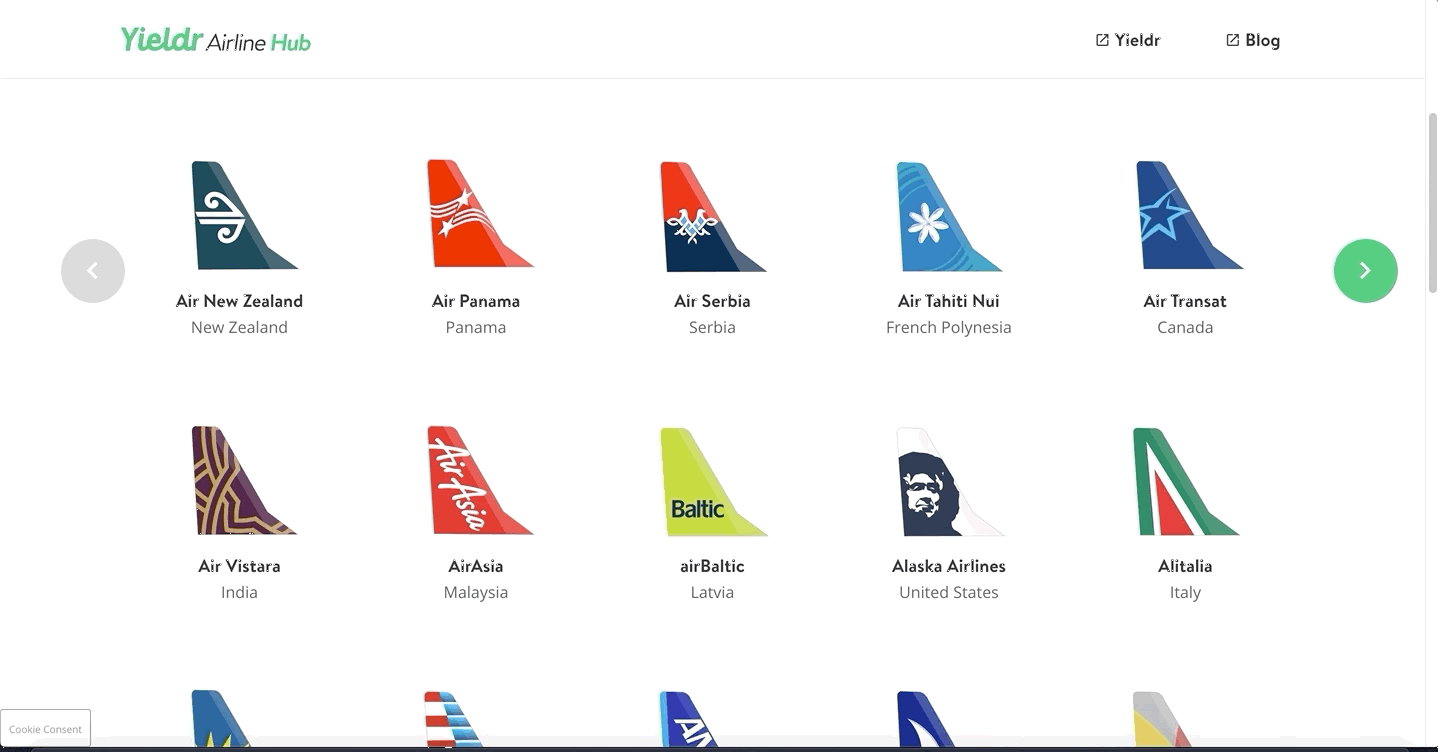 Yieldr Airline Hub
Yieldr
Blog
Air New Zealand
New Zealand
Air Panama
Panama
Air Serbia
Serbia
Air Tahiti Nui
French Polynesia
Air Transat
Canada
AirAsia
Baltic
Air Vistara
India
AirAsia
Malaysia
airBaltic
Latvia
Alaska Airlines
United States
Alitalia
Italy
Cookie Consent